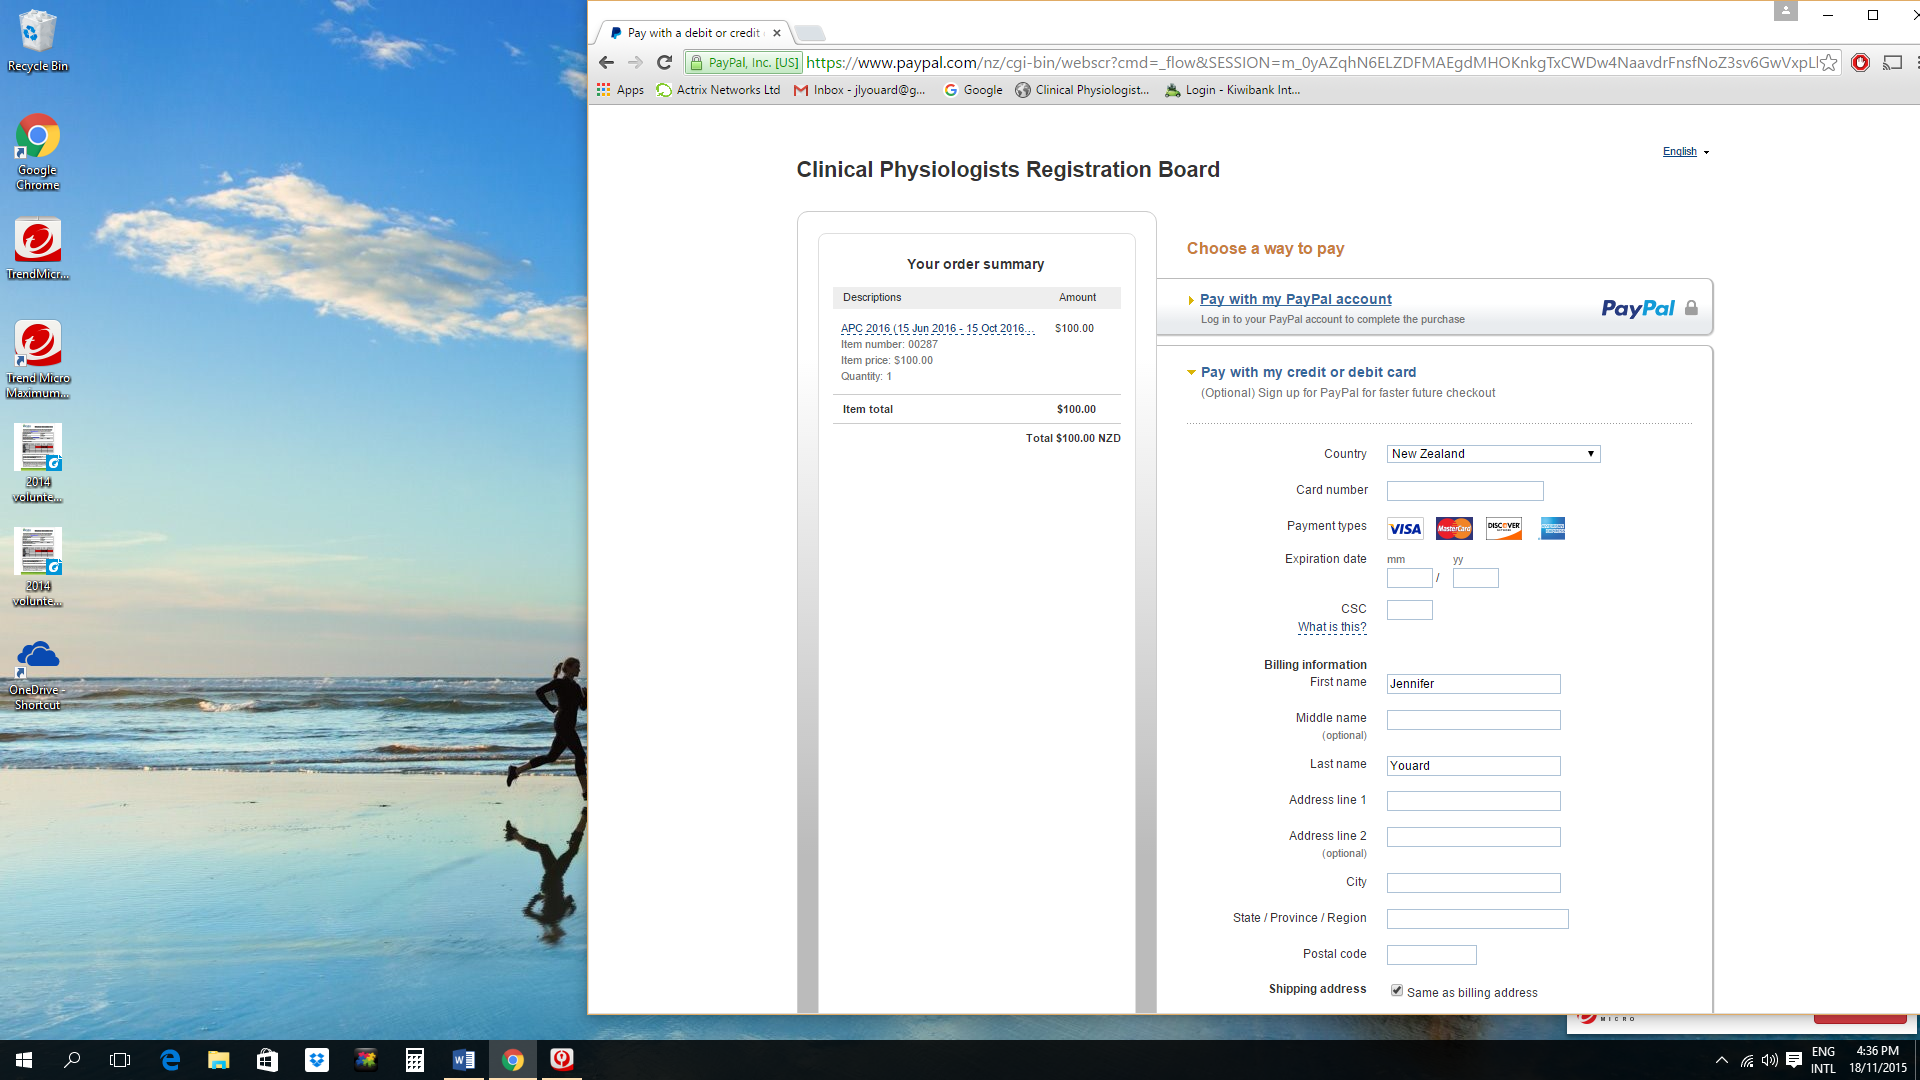 Recycle Bin
Google
Chrome
TrendMicr...
Trend Micro
Maximum...
2014
volunte...
2014
volunte...
OneDrive -
Shortcut
Pay with a debit or credit
PayPal, Inc. [US]
https://www.paypal.com/nz/cgi-bin/webscr?cmd=_flow&SESSION=m_0yAZqhN6ELZDFMAEgdMHOKnkgTxCWDw4NaavdrFnsfNoZ3sv6GwVxpLl
Apps
Actrix Networks Ltd
Inbox - jlyouard@g...
Google
Clinical Physiologist...
Login - Kiwibank Int...
English
Clinical Physiologists Registration Board
Your order summary
Descriptions Amount
APC 2016 (15 Jun 2016 - 15 Oct 2016... $100.00
Item number: 00287
Item price: $100.00
Quantity: 1
Item total $100.00
Total $100.00 NZD
Choose a way to pay
Pay with my PayPal account
Log in to your PayPal account to complete the purchase
PayPal
Pay with my credit or debit card
(Optional) Sign up for PayPal for faster future checkout
Country New Zealand
Card number
Payment types VISA MasterCard DISCOVER
Expiration date mm yy
/
CSC
What is this?
Billing information
First name Jennifer
Middle name
(optional)
Last name Youard
Address line 1
Address line 2
(optional)
City
State / Province / Region
Postal code
Shipping address Same as billing address
MICRO
ENG
INTL
4:36 PM
18/11/2015